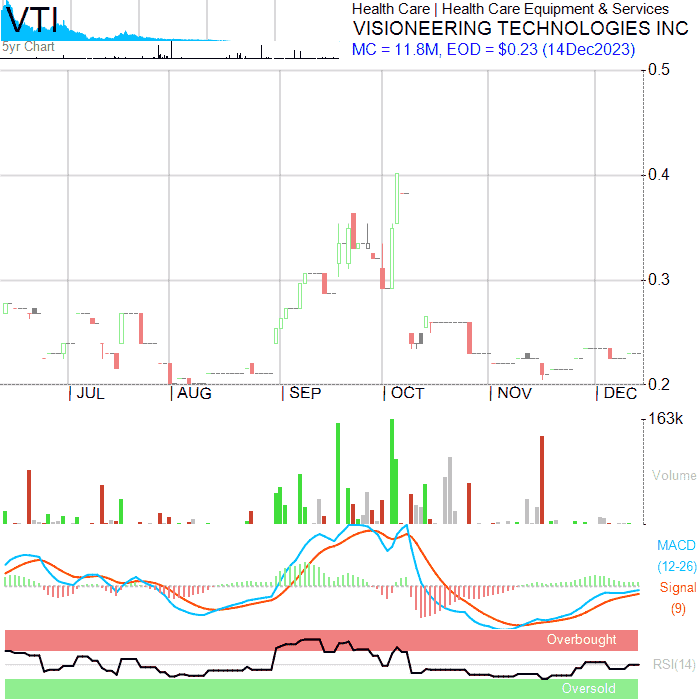 VTI
5yr Chart
Health Care | Health Care Equipment & Services
VISIONEERING TECHNOLOGIES INC
MC = 11.8M, EOD = $0.23 (14Dec2023)
0.5
0.4
0.3
0.2
JUL AUG SEP OCT NOV DEC
163k
Volume
MACD
(12-26)
Signal
(9)
Overbought
RSI(14)
Oversold